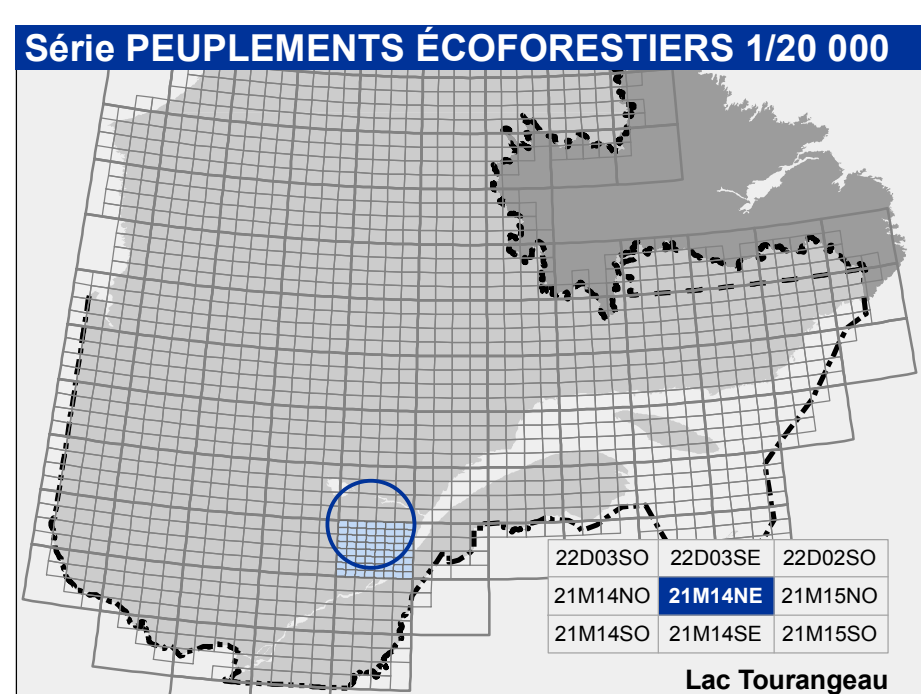 Série PEUPLEMENTS ÉCOFORESTIERS 1/20 000
22D03SO 22D03SE 22D02SO
21M14NO 21M14NE 21M15NO
21M14SO 21M14SE 21M15SO
Lac Tourangeau